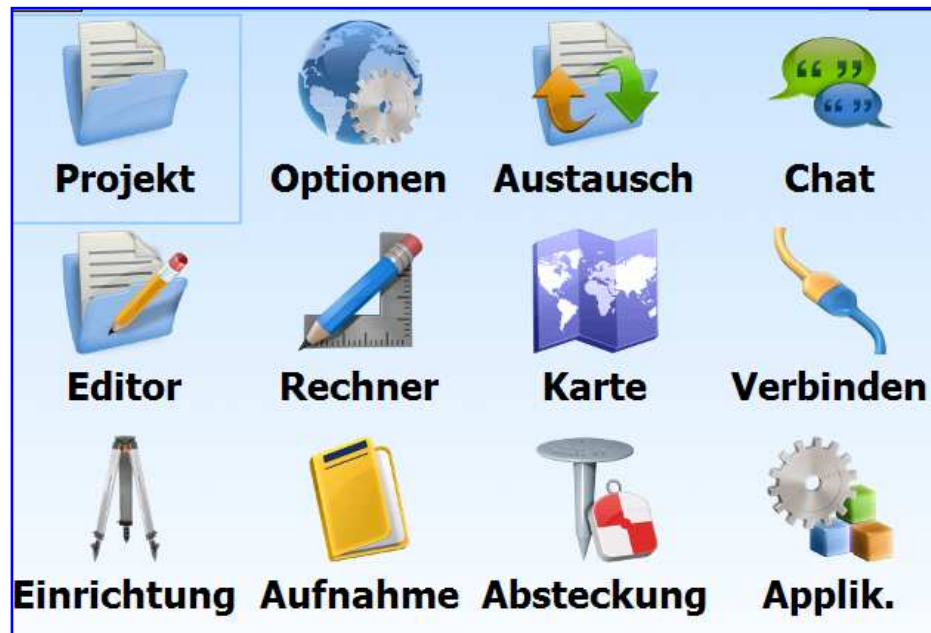 Projekt Optionen Austausch Chat
Editor Rechner Karte Verbinden
Einrichtung Aufnahme Absteckung Applik.